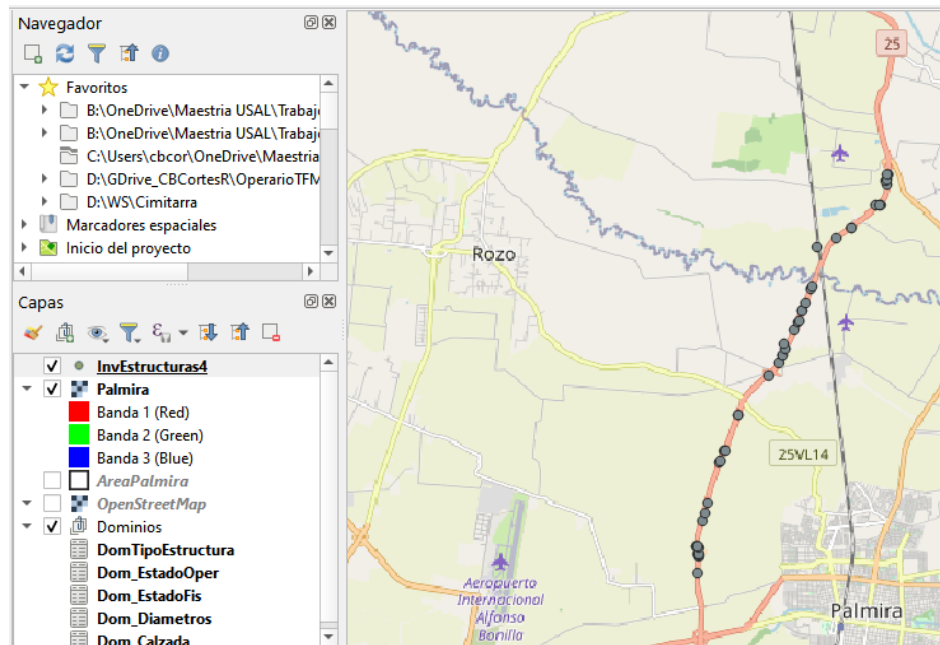 Navegador
Favoritos
B:\OneDrive\Maestria USAL\Trabaj
B:\OneDrive\Maestria USAL\Trabaj
C:\Users\cbcor\OneDrive\Maestria
D:\GDrive_CBCortesR\OperarioTFM
D:\WS\Cimitarra
Marcadores espaciales
Inicio del proyecto
Capas
InvEstructuras4
Palmira
Banda 1 (Red)
Banda 2 (Green)
Banda 3 (Blue)
AreaPalmira
OpenStreetMap
Dominios
DomTipoEstructura
Dom_EstadoOper
Dom_EstadoFis
Dom_Diametros
Dom_Calzada
25
Rozo
25VL14
Aeropuerto
Internacional
Alfonso
Bonilla
Palmira